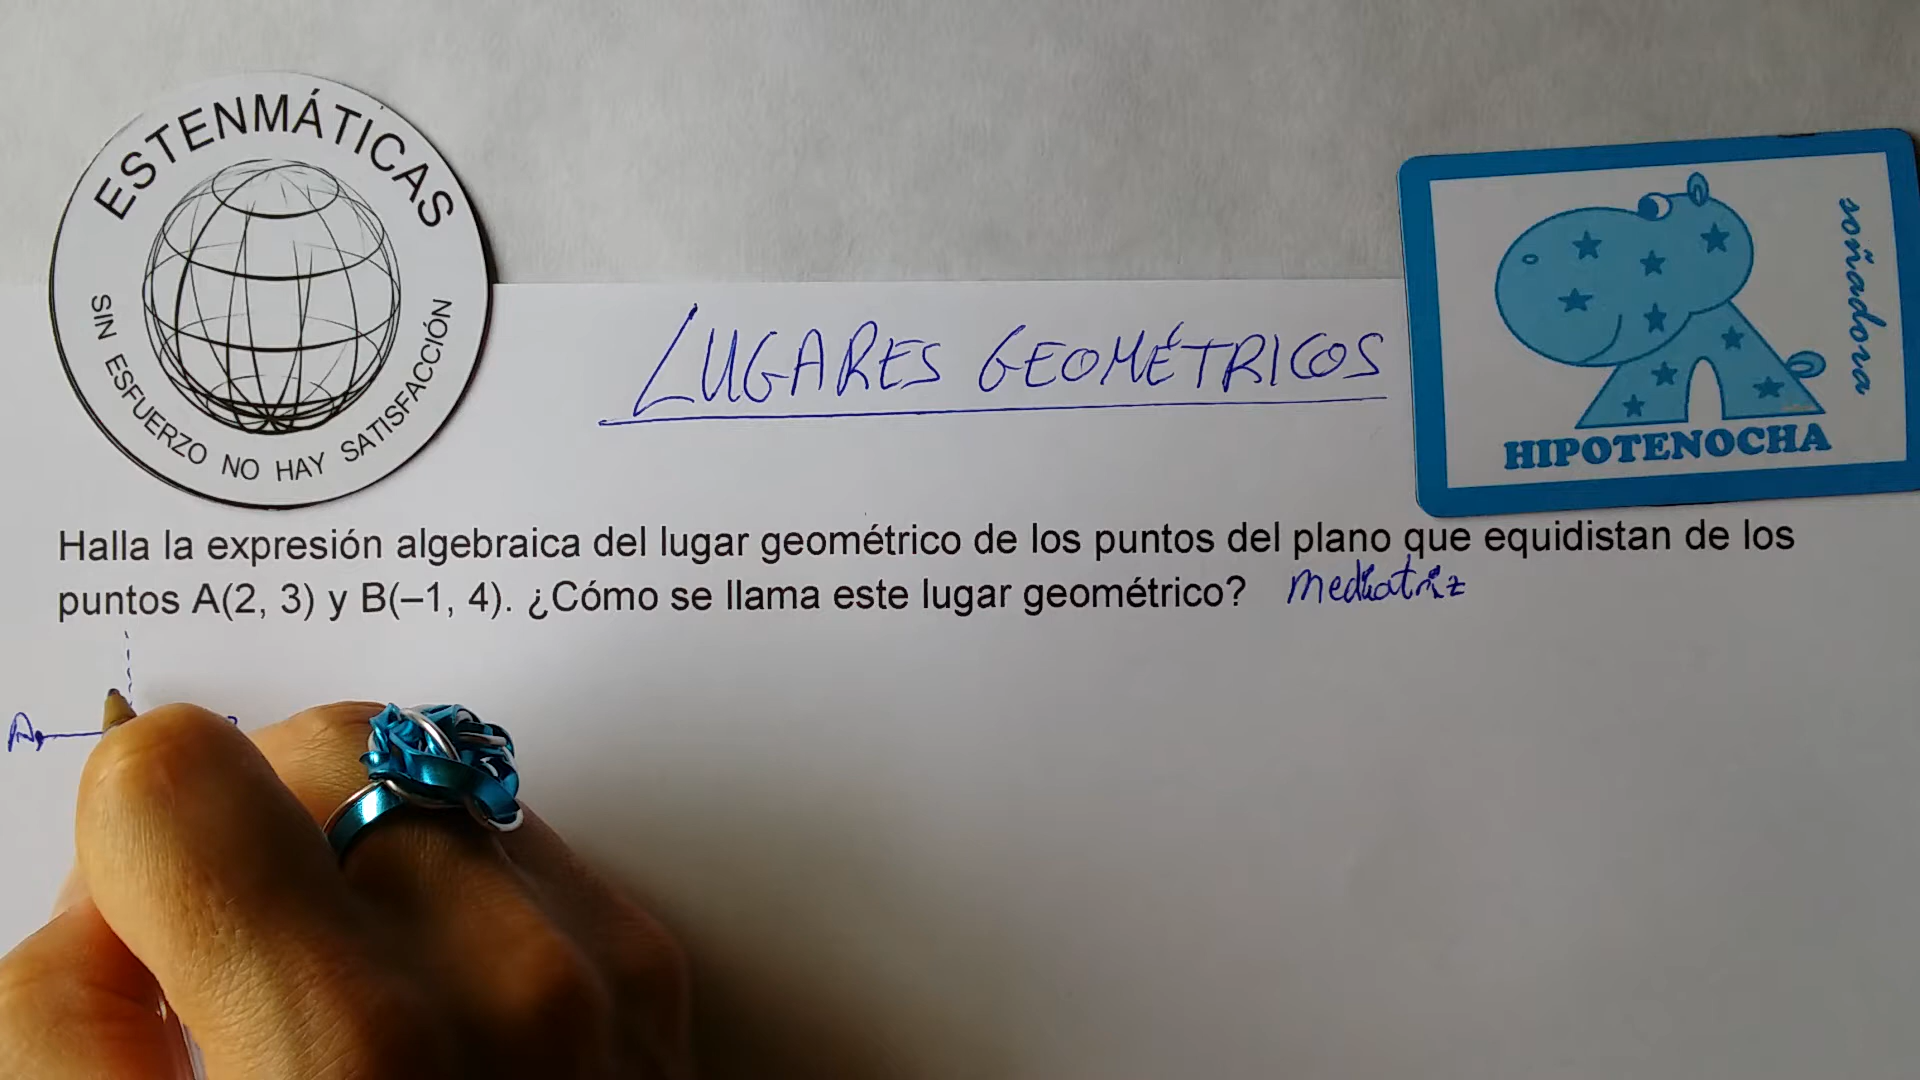 ESTENMÁTICAS
SIN ESFUERZO NO HAY SATISFACCIÓN
LUGARES GEOMÉTRICOS
soñadora
HIPOTENOCHA
Halla la expresión algebraica del lugar geométrico de los puntos del plano que equidistan de los
puntos A(2, 3) y B(–1, 4). ¿Cómo se llama este lugar geométrico? Mediatriz
A